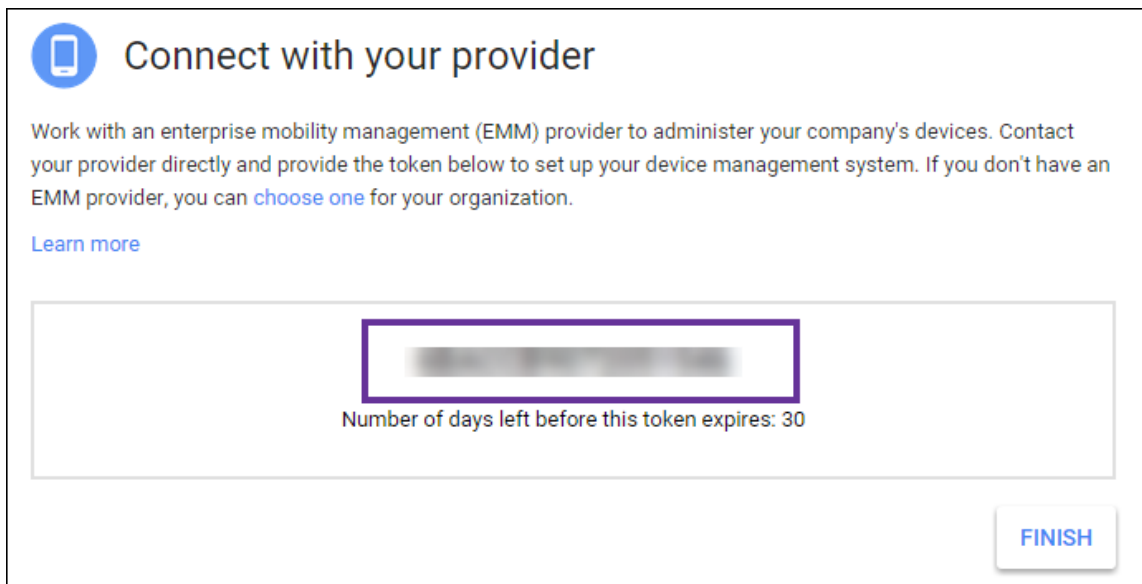 Connect with your provider
Work with an enterprise mobility management (EMM) provider to administer your company's devices. Contact
your provider directly and provide the token below to set up your device management system. If you don't have an
EMM provider, you can choose one for your organization.
Learn more
Number of days left before this token expires: 30
FINISH